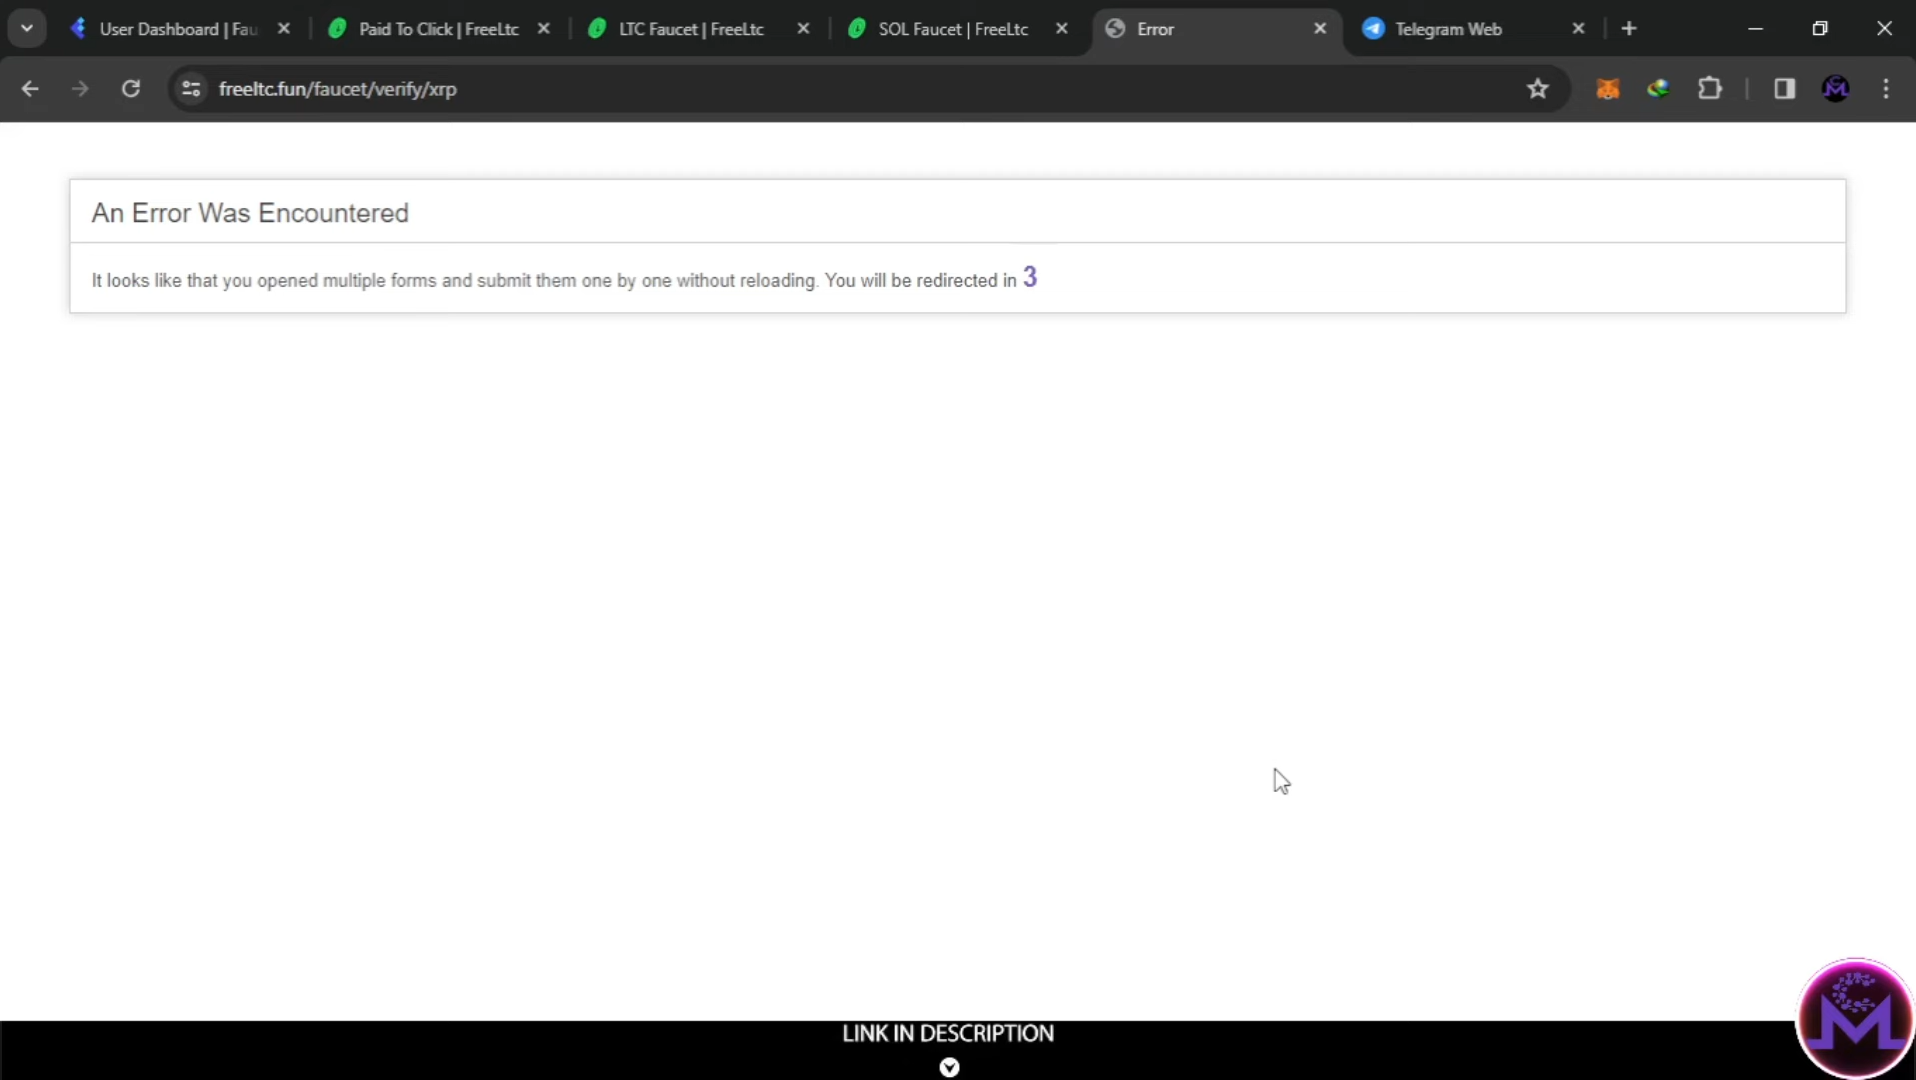 User Dashboard | Fau
Paid To Click | FreeLtc
LTC Faucet | FreeLtc
SOL Faucet | FreeLtc
Error
Telegram Web
freeltc.fun/faucet/verify/xrp
An Error Was Encountered
It looks like that you opened multiple forms and submit them one by one without reloading. You will be redirected in 3
LINK IN DESCRIPTION